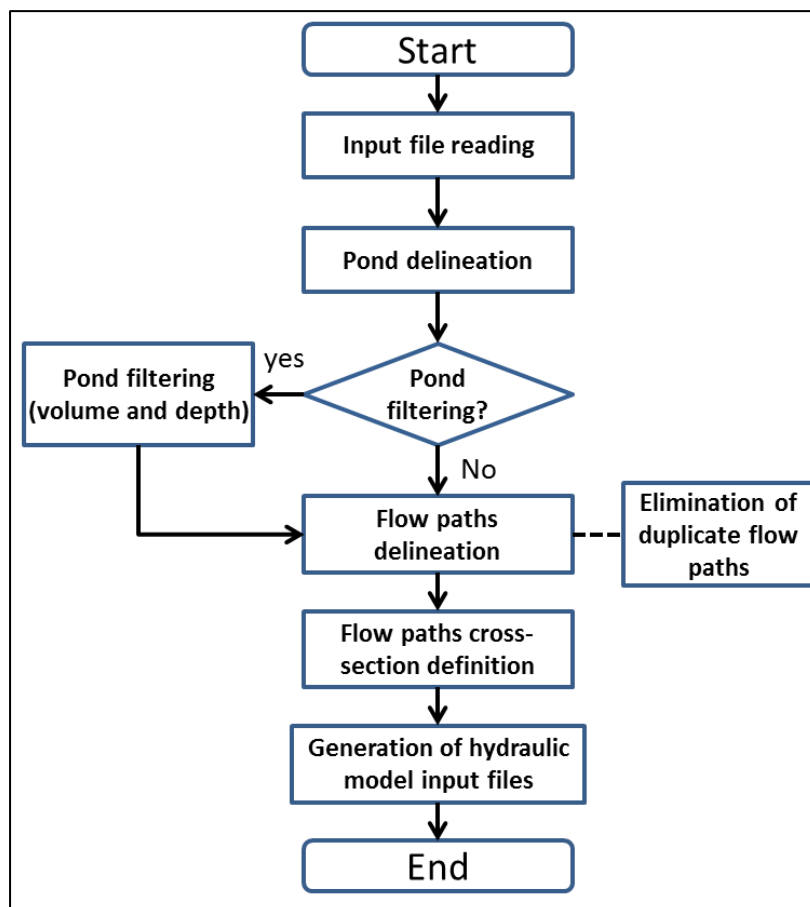 Start
Input file reading
Pond delineation
yes
Pond filtering
(volume and depth)
Pond
filtering?
No
Flow paths
delineation
Elimination of
duplicate flow
paths
Flow paths cross-
section definition
Generation of hydraulic
model input files
End